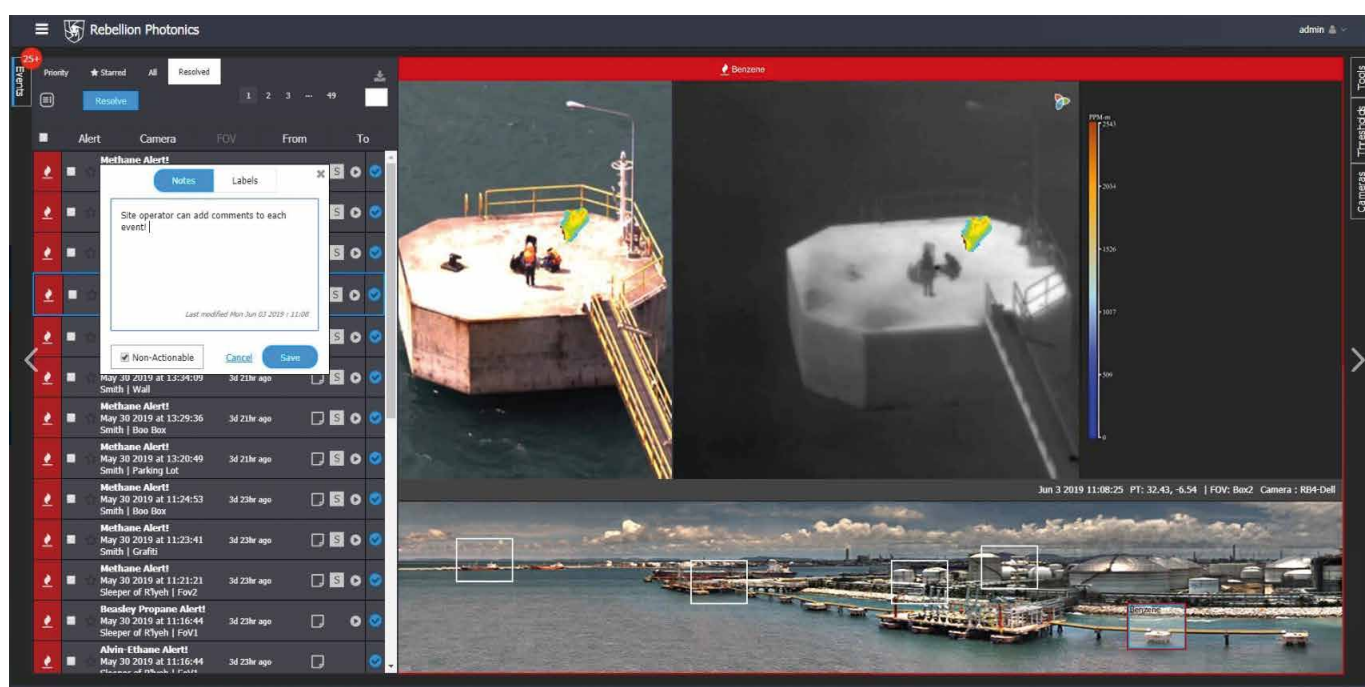 Rebellion Photonics
admin
25+
Events
Priority
Starred
All
Resolved
Resolve
1 2 3 ... 49
Alert Camera FOV From To
Methane Alert!
Notes Labels
Site operator can add comments to each
event!
Last modified Mon Jun 03 2019 : 11:08
Non-Actionable Cancel Save
S
S
S
S
S
May 30 2019 at 13:34:09 3d 21hr ago S
Smith | Wall
Methane Alert!
May 30 2019 at 13:29:36 3d 21hr ago S
Smith | Boo Box
Methane Alert!
May 30 2019 at 13:20:49 3d 21hr ago S
Smith | Parking Lot
Methane Alert!
May 30 2019 at 11:24:53 3d 23hr ago S
Smith | Boo Box
Methane Alert!
May 30 2019 at 11:23:41 3d 23hr ago S
Smith | Grafiti
Methane Alert!
May 30 2019 at 11:21:21 3d 23hr ago S
Sleeper of R'lyeh | Fov2
Beasley Propane Alert!
May 30 2019 at 11:16:44 3d 23hr ago
Sleeper of R'lyeh | FoV1
Alvin-Ethane Alert!
May 30 2019 at 11:16:44 3d 23hr ago
Benzene
PPM-m
2543
2034
1526
1017
509
0
Jun 3 2019 11:08:25 PT: 32.43, -6.54 | FOV: Box2 Camera : RB4-Dell
Benzene
Tools
Thresholds
Cameras